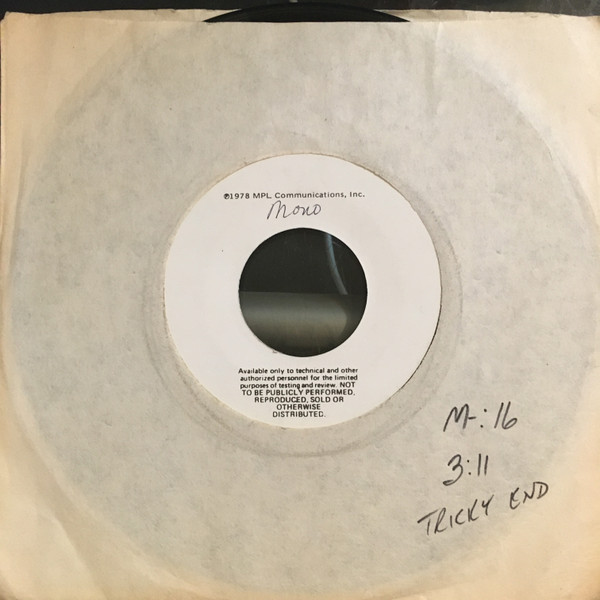 ℗1978 MPL Communications, Inc.
Mono
Available only to technical and other
authorized personnel for the limited
purposes of testing and review. NOT
TO BE PUBLICLY PERFORMED,
REPRODUCED, SOLD OR
OTHERWISE
DISTRIBUTED.
M-:16
3:11
TRICKY END